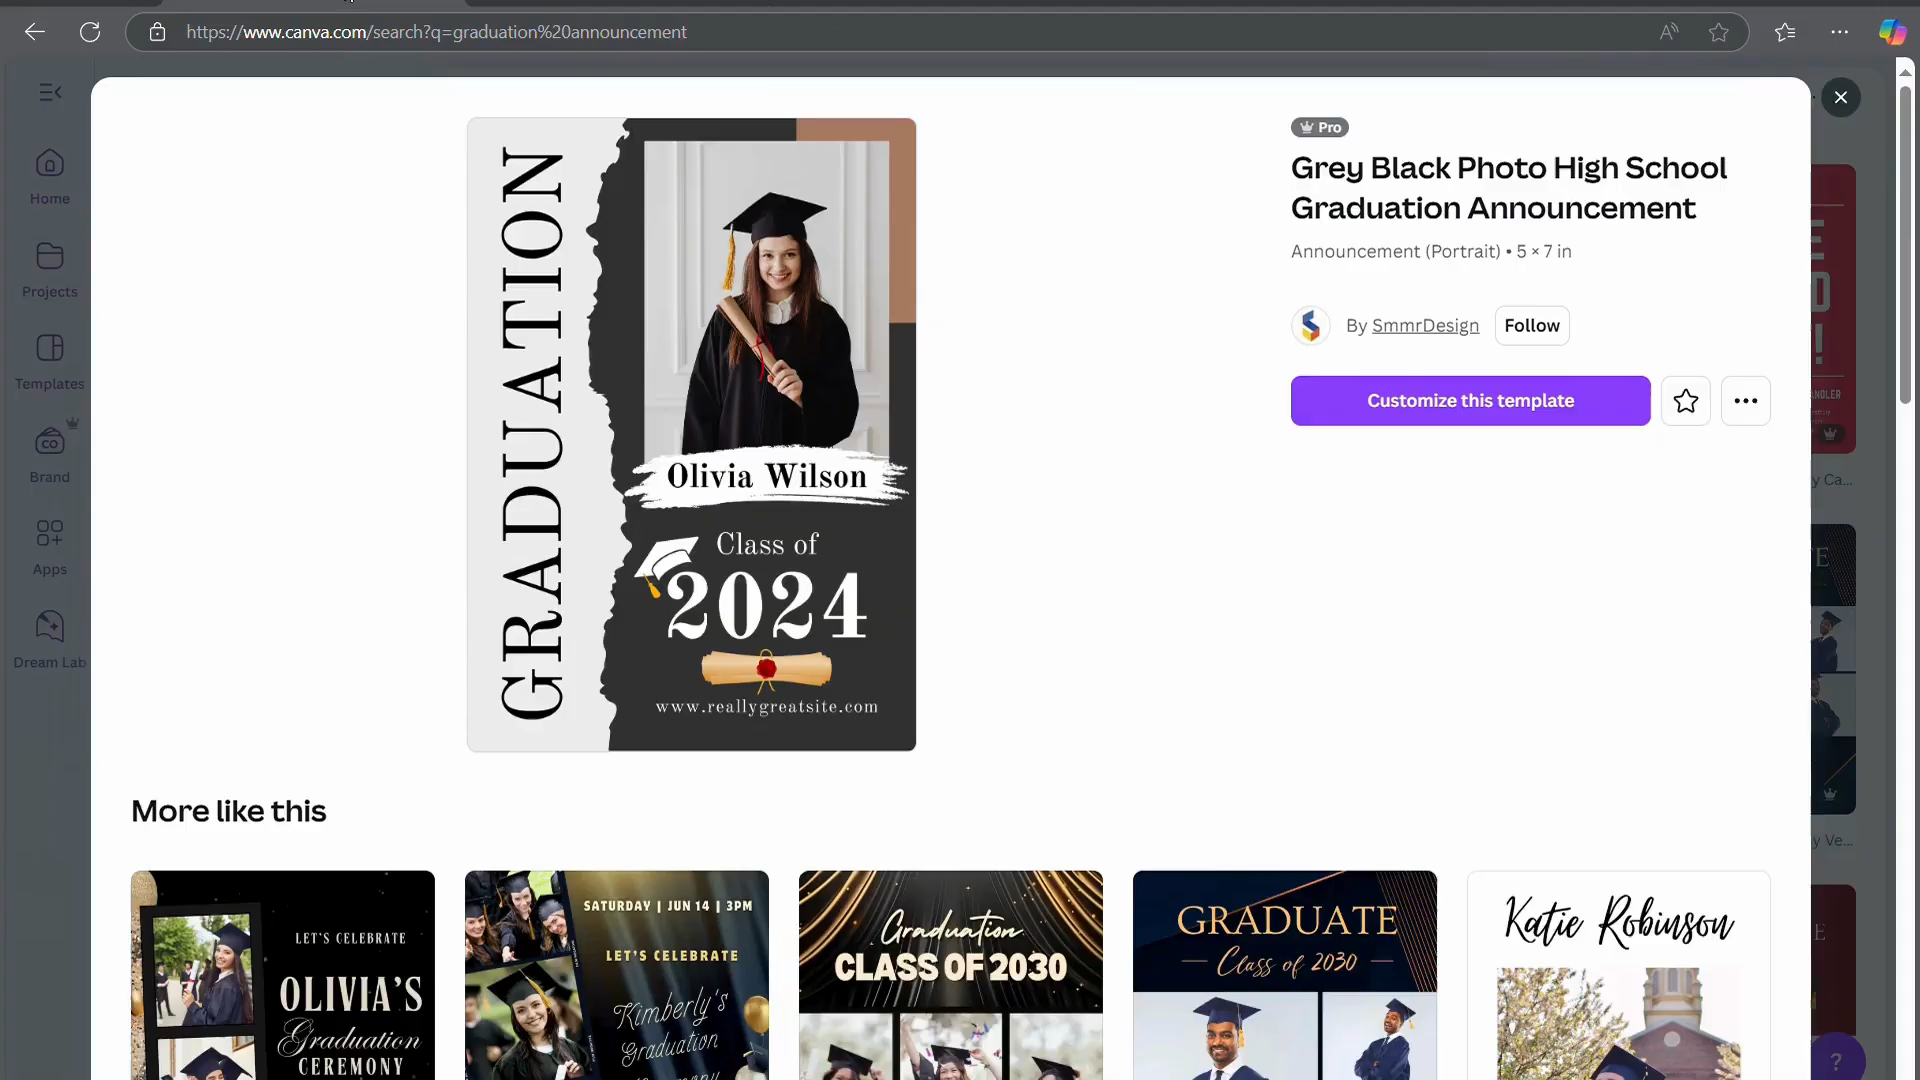 https://www.canva.com/search?q=graduation%20announcement
Home
Projects
Templates
Brand
Apps
Dream Lab
GRADUATION
Olivia Wilson
Class of
2024
www.reallygreatsite.com
Pro
Grey Black Photo High School
Graduation Announcement
Announcement (Portrait) • 5 × 7 in
By SmmrDesign
Follow
Customize this template
More like this
LET'S CELEBRATE
OLIVIA'S
Graduation
CEREMONY
SATURDAY | JUN 14 | 3PM
LET'S CELEBRATE
Kimberly's
Graduation
Graduation
CLASS OF 2030
GRADUATE
Class of 2030
Katie Robinson
y Ca...
y Ve...
?